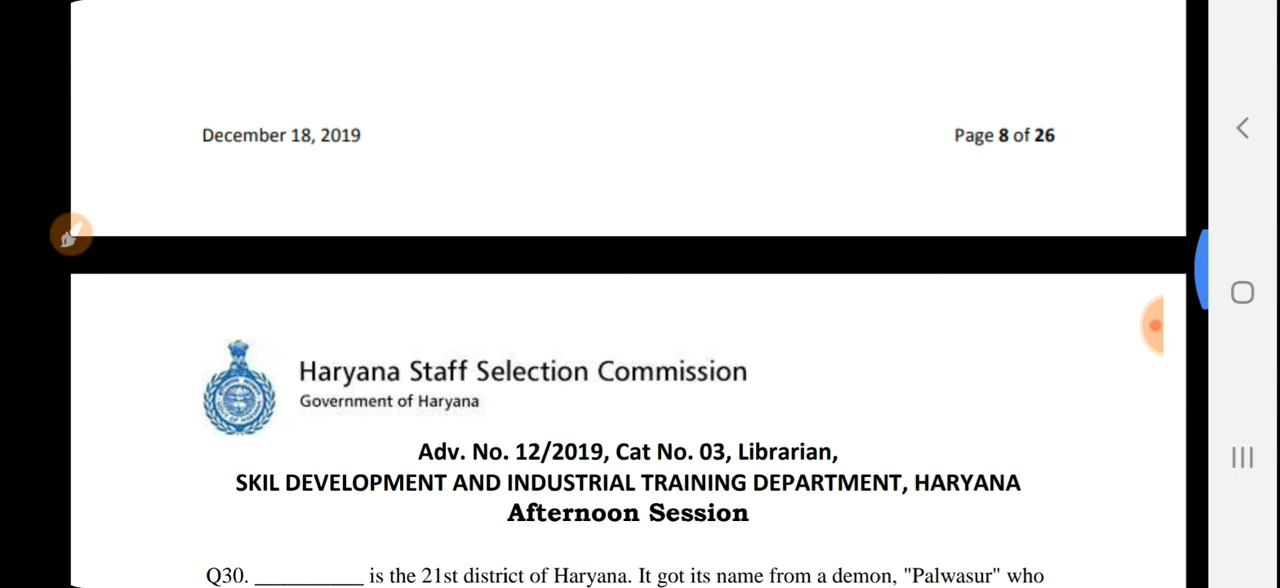 December 18, 2019 Page 8 of 26
Haryana Staff Selection Commission
Government of Haryana
Adv. No. 12/2019, Cat No. 03, Librarian,
SKIL DEVELOPMENT AND INDUSTRIAL TRAINING DEPARTMENT, HARYANA
Afternoon Session
Q30. __________ is the 21st district of Haryana. It got its name from a demon, "Palwasur" who